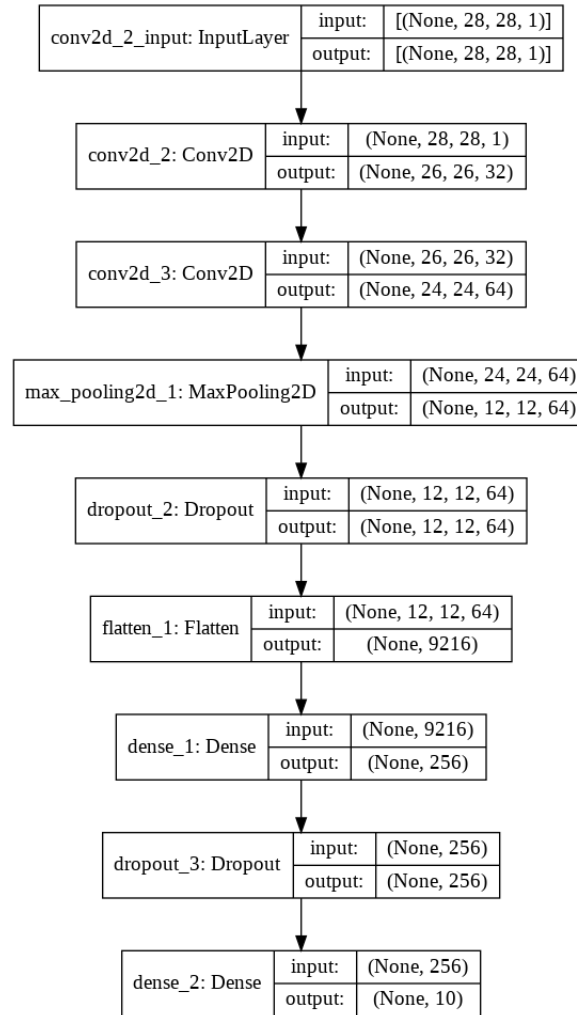 conv2d_2_input: InputLayer
input:
[(None, 28, 28, 1)]
output:
[(None, 28, 28, 1)]
conv2d_2: Conv2D
input:
(None, 28, 28, 1)
output:
(None, 26, 26, 32)
conv2d_3: Conv2D
input:
(None, 26, 26, 32)
output:
(None, 24, 24, 64)
max_pooling2d_1: MaxPooling2D
input:
(None, 24, 24, 64)
output:
(None, 12, 12, 64)
dropout_2: Dropout
input:
(None, 12, 12, 64)
output:
(None, 12, 12, 64)
flatten_1: Flatten
input:
(None, 12, 12, 64)
output:
(None, 9216)
dense_1: Dense
input:
(None, 9216)
output:
(None, 256)
dropout_3: Dropout
input:
(None, 256)
output:
(None, 256)
dense_2: Dense
input:
(None, 256)
output:
(None, 10)